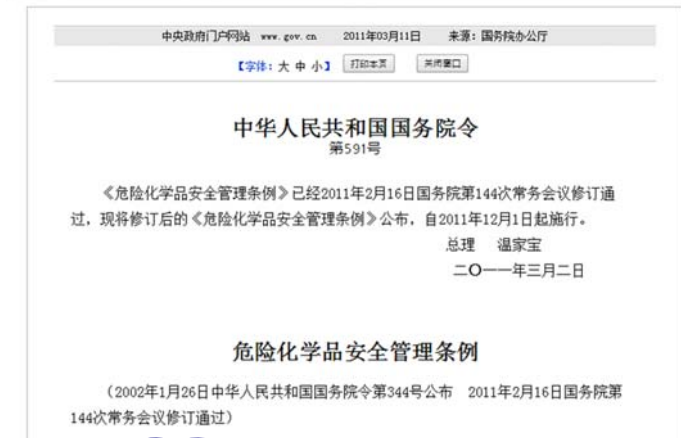 中央政府门户网站 www.gov.cn 2011年03月11日 来源：国务院办公厅
【字体：大 中 小】 打印本页 关闭窗口
中华人民共和国国务院令
第591号
《危险化学品安全管理条例》已经2011年2月16日国务院第144次常务会议修订通
过，现将修订后的《危险化学品安全管理条例》公布，自2011年12月1日起施行。
总理 温家宝
二○一一年三月二日
危险化学品安全管理条例
（2002年1月26日中华人民共和国国务院令第344号公布 2011年2月16日国务院第
144次常务会议修订通过）